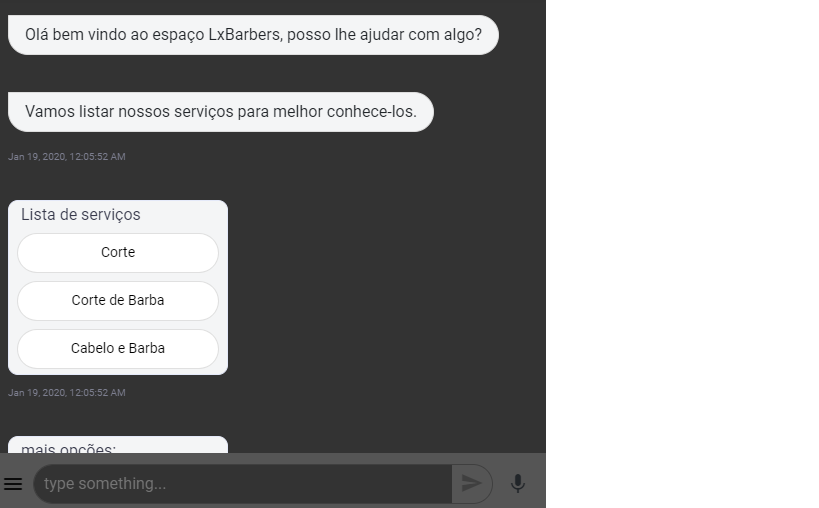 Olá bem vindo ao espaço LxBarbers, posso lhe ajudar com algo?
Vamos listar nossos serviços para melhor conhece-los.
Jan 19, 2020, 12:05:52 AM
Lista de serviços
Corte
Corte de Barba
Cabelo e Barba
Jan 19, 2020, 12:05:52 AM
mais opções:
type something...